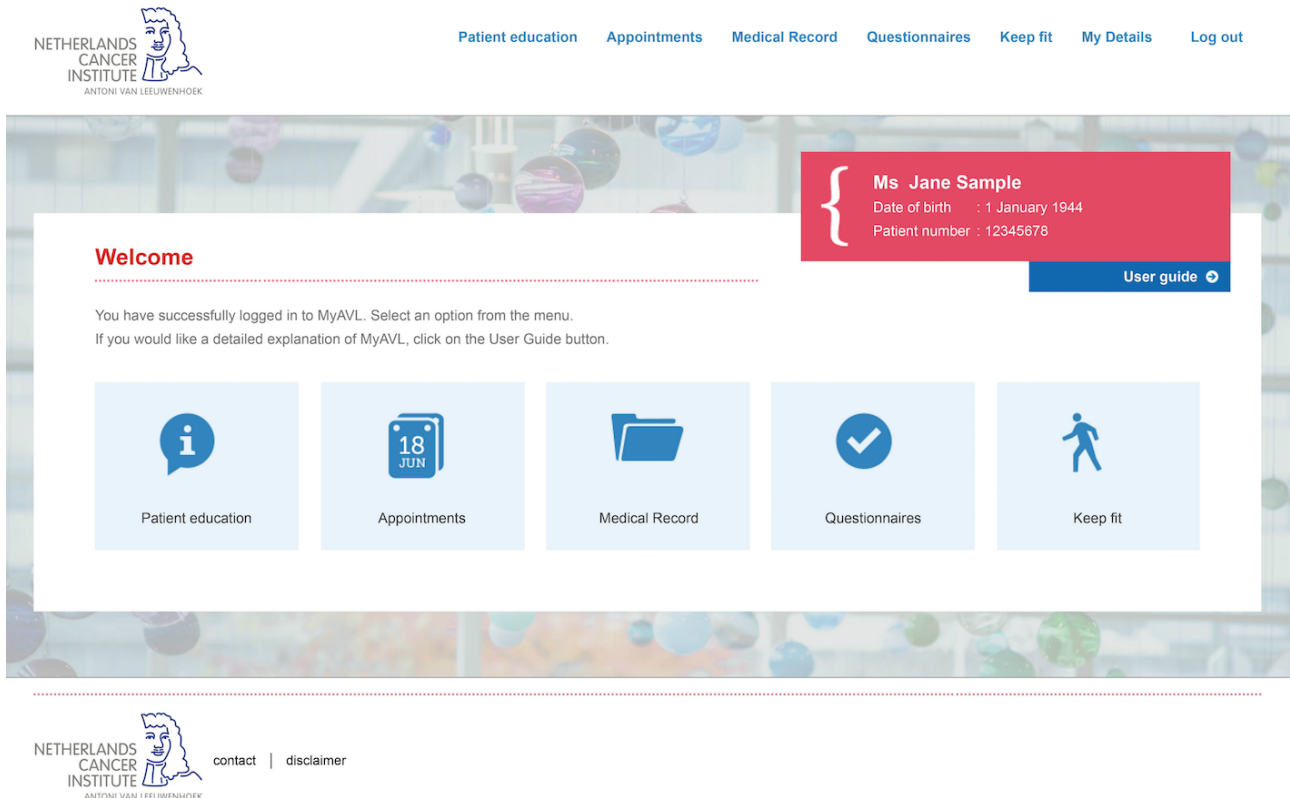 NETHERLANDS
CANCER
INSTITUTE
ANTONI VAN LEEUWENHOEK
Patient education Appointments Medical Record Questionnaires Keep fit My Details Log out
Ms Jane Sample
Date of birth : 1 January 1944
Patient number : 12345678
User guide
Welcome
You have successfully logged in to MyAVL. Select an option from the menu.
If you would like a detailed explanation of MyAVL, click on the User Guide button.
18
JUN
Patient education Appointments Medical Record Questionnaires Keep fit
NETHERLANDS
CANCER
INSTITUTE
ANTONI VAN LEEUWENHOEK
contact | disclaimer